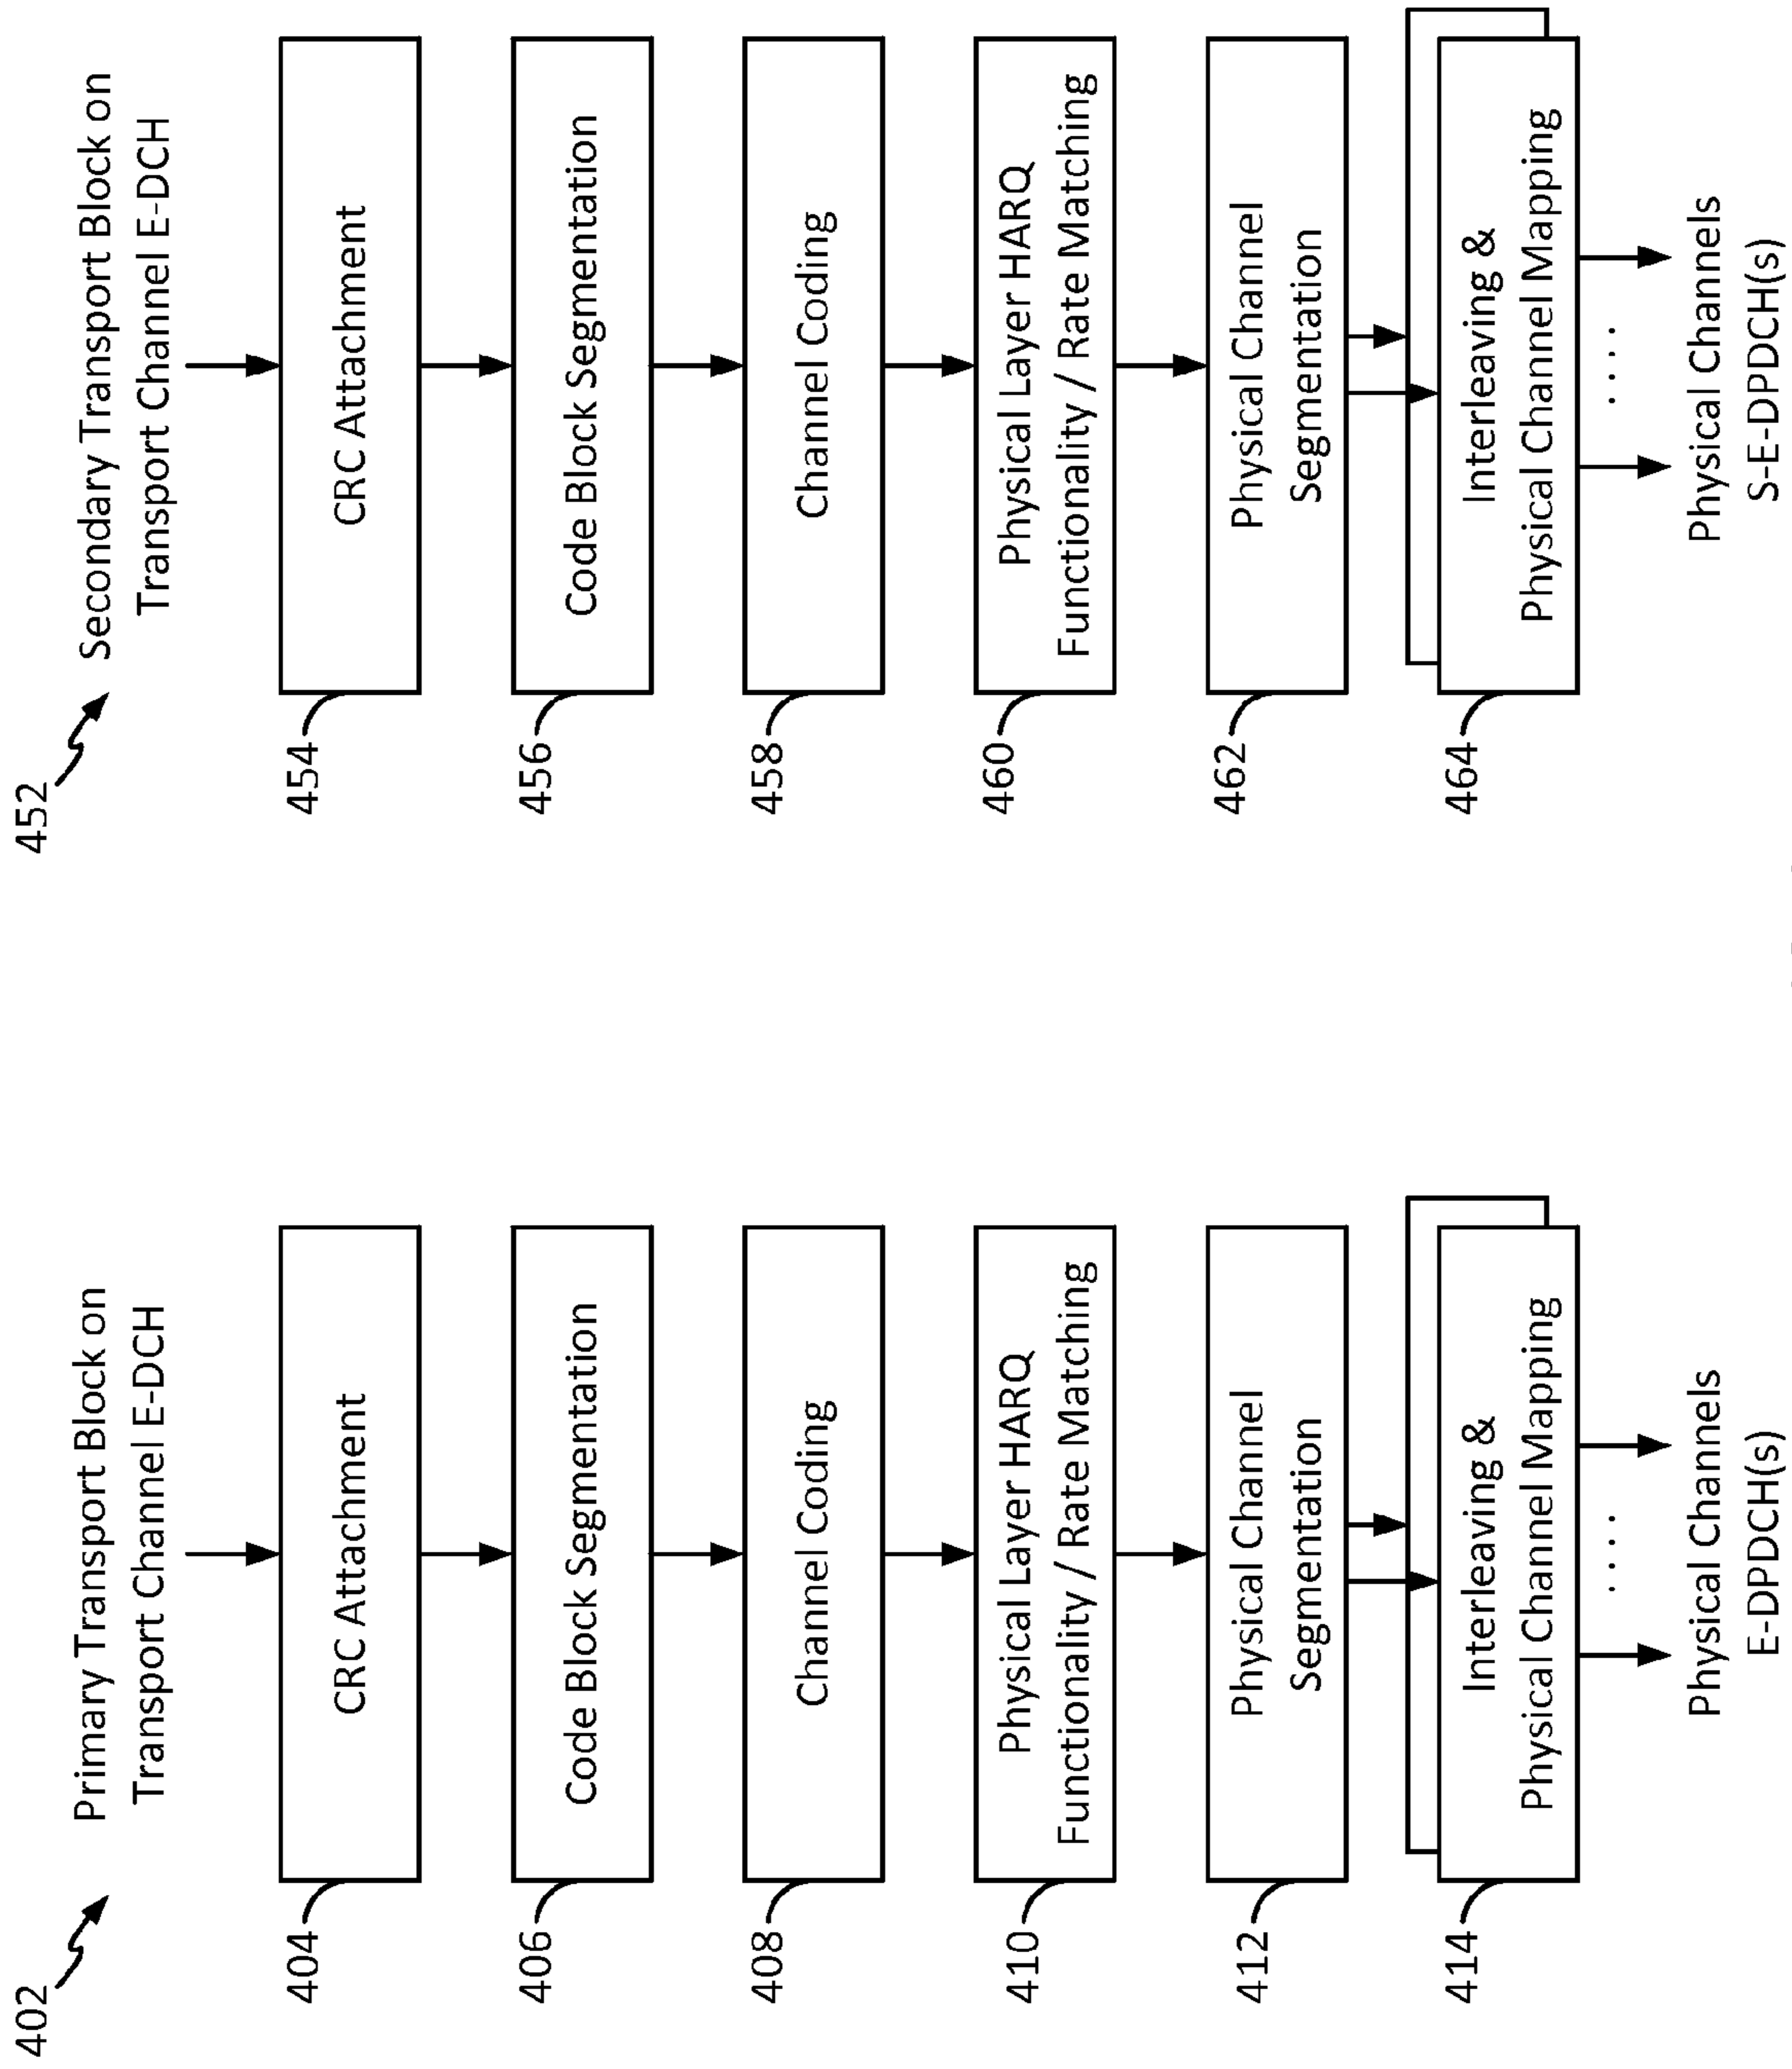 402
Primary Transport Block on
Transport Channel E-DCH
404
CRC Attachment
406
Code Block Segmentation
408
Channel Coding
410
Physical Layer HARQ
Functionality / Rate Matching
412
Physical Channel
Segmentation
414
Interleaving &
Physical Channel Mapping
....
Physical Channels
E-DPDCH(s)
452
Secondary Transport Block on
Transport Channel E-DCH
454
CRC Attachment
456
Code Block Segmentation
458
Channel Coding
460
Physical Layer HARQ
Functionality / Rate Matching
462
Physical Channel
Segmentation
464
Interleaving &
Physical Channel Mapping
....
Physical Channels
S-E-DPDCH(s)